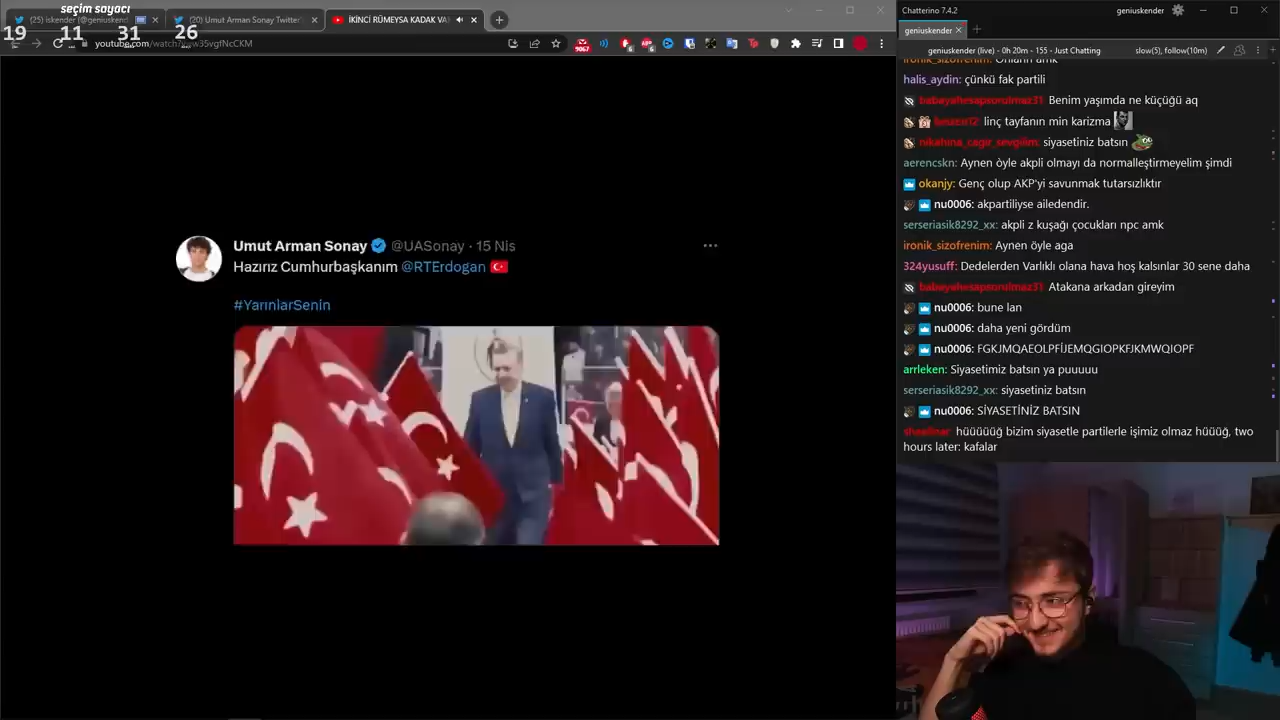 seçim sayacı
19 11 31 26
(25) iskender (@geniuskend
(20) Umut Arman Sonay Twitter'
İKİNCİ RÜMEYSA KADAK VA
youtube.com/watch?
w35vgfNcCKM
9067
Umut Arman Sonay @UASonay · 15 Nis
Hazırız Cumhurbaşkanım @RTErdogan
#YarınlarSenin
Chatterino 7.4.2
geniuskender
geniuskender
geniuskender (live) - 0h 20m - 155 - Just Chatting
slow(5), follow(10m)
ironik_sizofrenim: Onların amk
halis_aydin: çünkü fak partili
Benim yaşımda ne küçüğü aq
linç tayfanın min karizma
nikahina_cagir_sevgilim: siyasetiniz batsın
aerencskn: Aynen öyle akpli olmayı da normalleştirmeyelim şimdi
okanjy: Genç olup AKP'yi savunmak tutarsızlıktır
nu0006: akpartiliyse ailedendir.
serseriasik8292_xx: akpli z kuşağı çocukları npc amk
ironik_sizofrenim: Aynen öyle aga
324yusuff: Dedelerden Varlıklı olana hava hoş kalsınlar 30 sene daha
Atakana arkadan gireyim
nu0006: bune lan
nu0006: daha yeni gördüm
nu0006: FGKJMQAEOLPFİJEMQGIOPKFJKMWQIOPF
arrleken: Siyasetimiz batsın ya puuuuu
serseriasik8292_xx: siyasetiniz batsın
nu0006: SİYASETİNİZ BATSIN
hüüüüüğ bizim siyasetle partilerle işimiz olmaz hüüüğ, two
hours later: kafalar